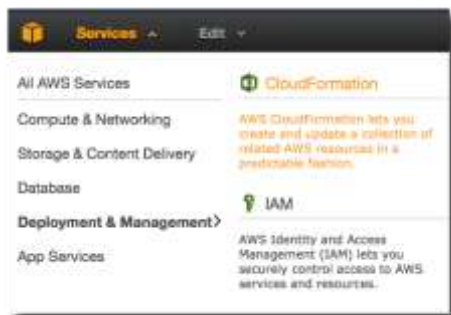 Services
Edit
All AWS Services
Compute & Networking
Storage & Content Delivery
Database
Deployment & Management>
App Services
CloudFormation
AWS CloudFormation lets you
create and update a collection of
related AWS resources in a
predictable fashion.
IAM
AWS Identity and Access
Management (IAM) lets you
securely control access to AWS
services and resources.